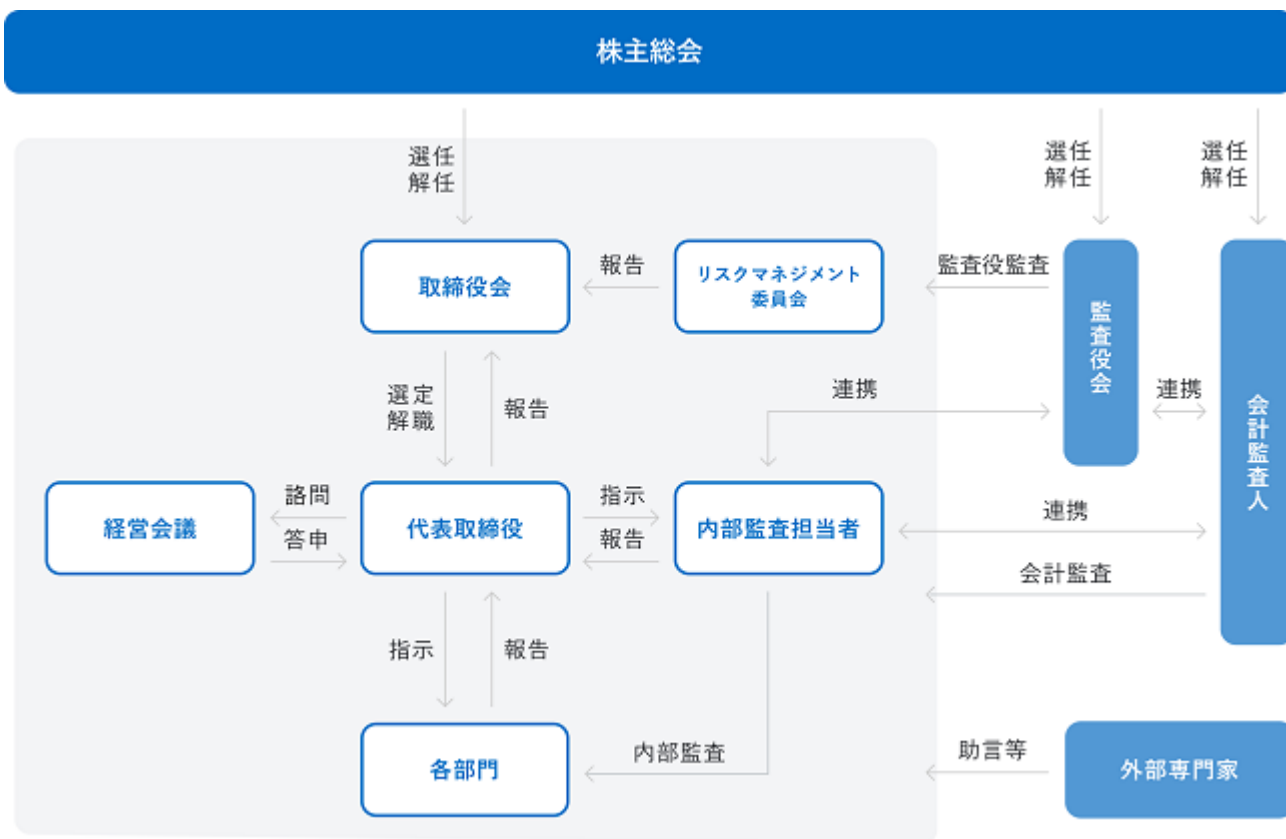 株主総会
選任
解任
選任
解任
選任
解任
取締役会
報告
リスクマネジメント
委員会
監査役監査
監査役会
選定
解職
報告
連携
連携
会計監査人
経営会議
諮問
答申
代表取締役
指示
報告
内部監査担当者
連携
会計監査
指示
報告
各部門
内部監査
助言等
外部専門家